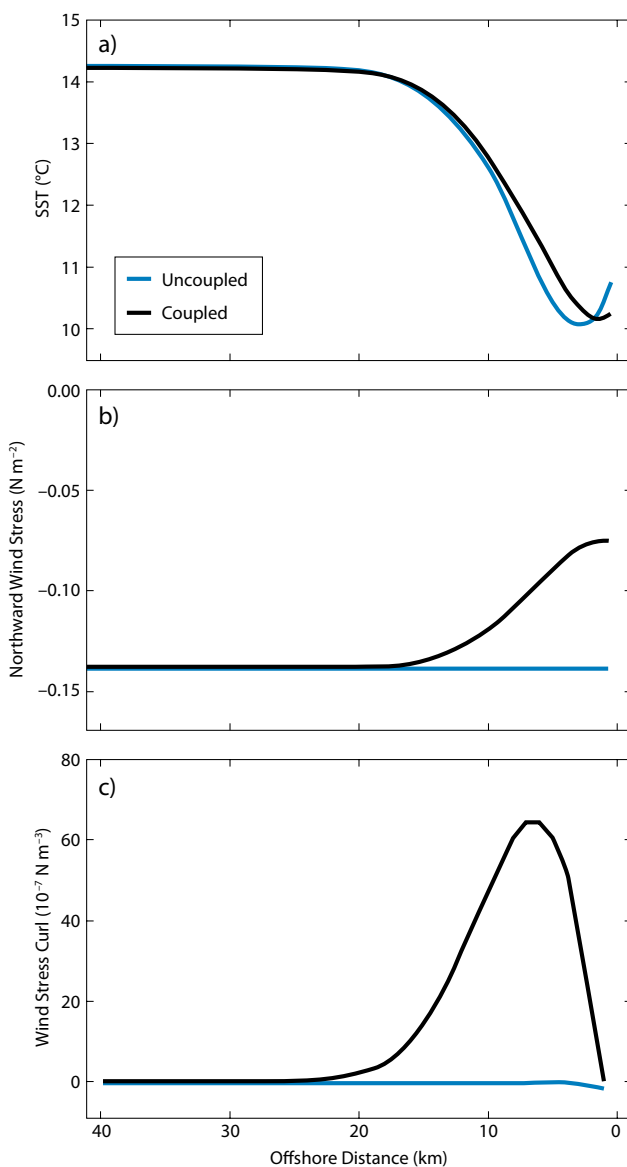 a)
15
14
13
12
11
10
SST (°C)
Uncoupled
Coupled
b)
0.00
−0.05
−0.10
−0.15
Northward Wind Stress (N m⁻²)
c)
80
60
40
20
0
Wind Stress Curl (10⁻⁷ N m⁻³)
40 30 20 10 0
Offshore Distance (km)